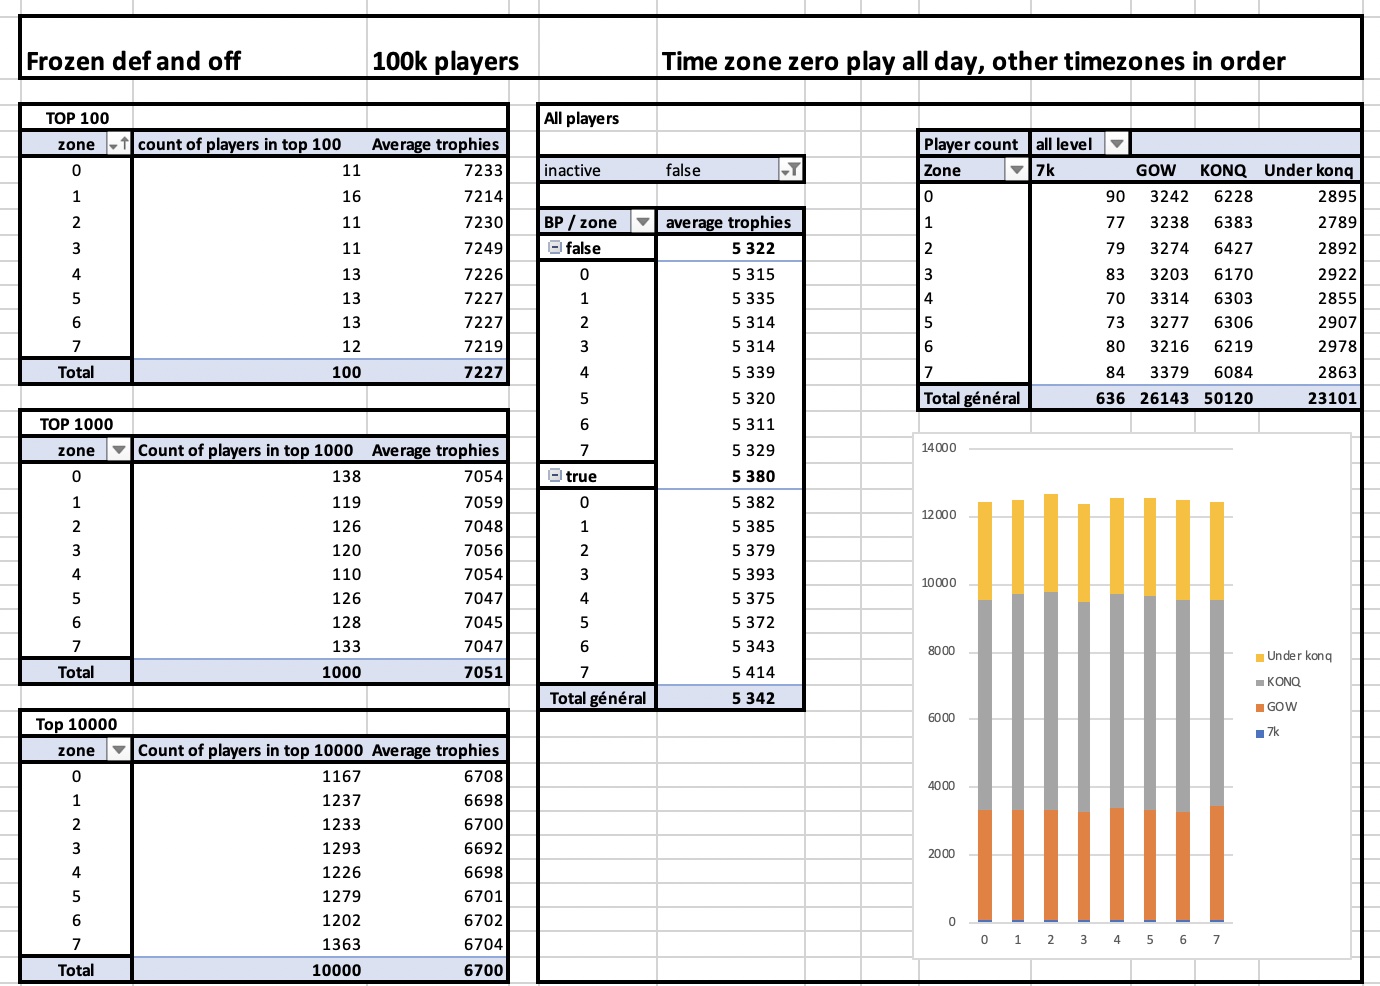 Frozen def and off 100k players Time zone zero play all day, other timezones in order
TOP 100
zone count of players in top 100 Average trophies
0 11 7233
1 16 7214
2 11 7230
3 11 7249
4 13 7226
5 13 7227
6 13 7227
7 12 7219
Total 100 7227
TOP 1000
zone Count of players in top 1000 Average trophies
0 138 7054
1 119 7059
2 126 7048
3 120 7056
4 110 7054
5 126 7047
6 128 7045
7 133 7047
Total 1000 7051
Top 10000
zone Count of players in top 10000 Average trophies
0 1167 6708
1 1237 6698
2 1233 6700
3 1293 6692
4 1226 6698
5 1279 6701
6 1202 6702
7 1363 6704
Total 10000 6700
All players
inactive false
BP / zone average trophies
false 5 322
0 5 315
1 5 335
2 5 314
3 5 314
4 5 339
5 5 320
6 5 311
7 5 329
true 5 380
0 5 382
1 5 385
2 5 379
3 5 393
4 5 375
5 5 372
6 5 343
7 5 414
Total général 5 342
Player count all level
Zone 7k GOW KONQ Under konq
0 90 3242 6228 2895
1 77 3238 6383 2789
2 79 3274 6427 2892
3 83 3203 6170 2922
4 70 3314 6303 2855
5 73 3277 6306 2907
6 80 3216 6219 2978
7 84 3379 6084 2863
Total général 636 26143 50120 23101
14000
12000
10000
8000
6000
4000
2000
0
0 1 2 3 4 5 6 7
Under konq
KONQ
GOW
7k